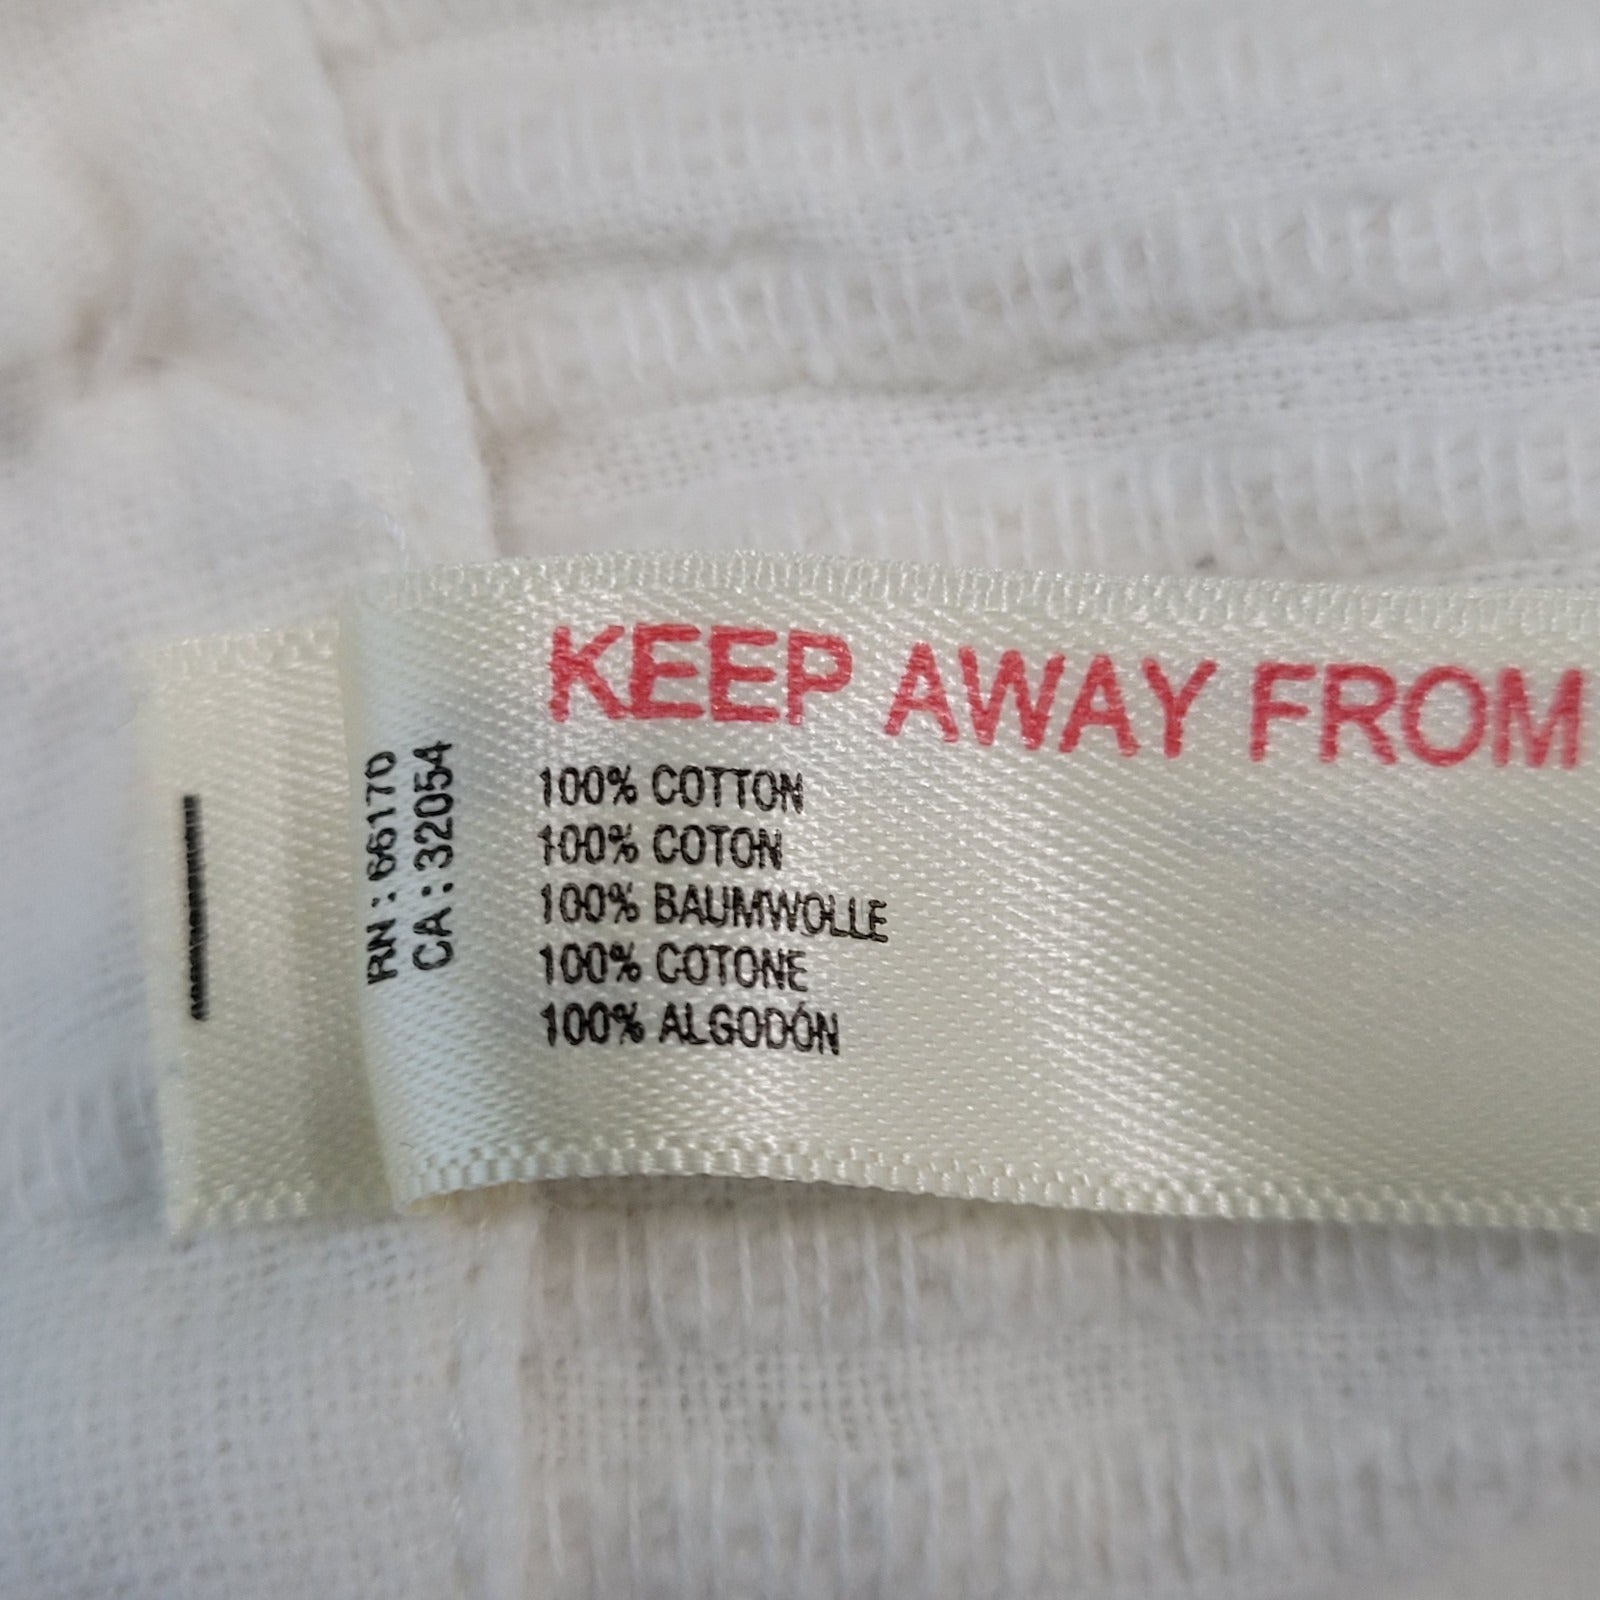 KEEP AWAY FROM
100% COTTON
100% COTON
100% BAUMWOLLE
100% COTONE
100% ALGODÓN
RN : 66170
CA : 32054